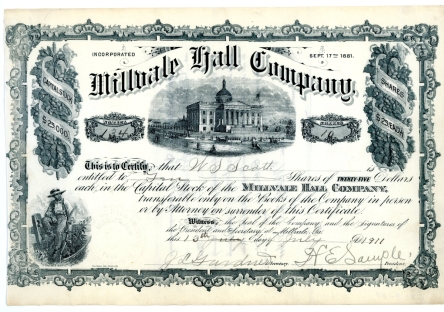 INCORPORATED SEPT. 17TH 1881.
Millvale Hall Company.
CAPITAL STOCK
$25,000
SHARES
$25 EACH
This is to Certify, that W S Scott is
entitled to Shares of TWENTY-FIVE Dollars
each, in the Capital Stock of the MILLVALE HALL COMPANY,
transferable only on the Books of the Company in person
or by Attorney on surrender of this Certificate.
Witness, the Seal of the Company, and the signatures of
the President and Secretary at Millvale, Pa.
this day of July 1911
Secretary. President.